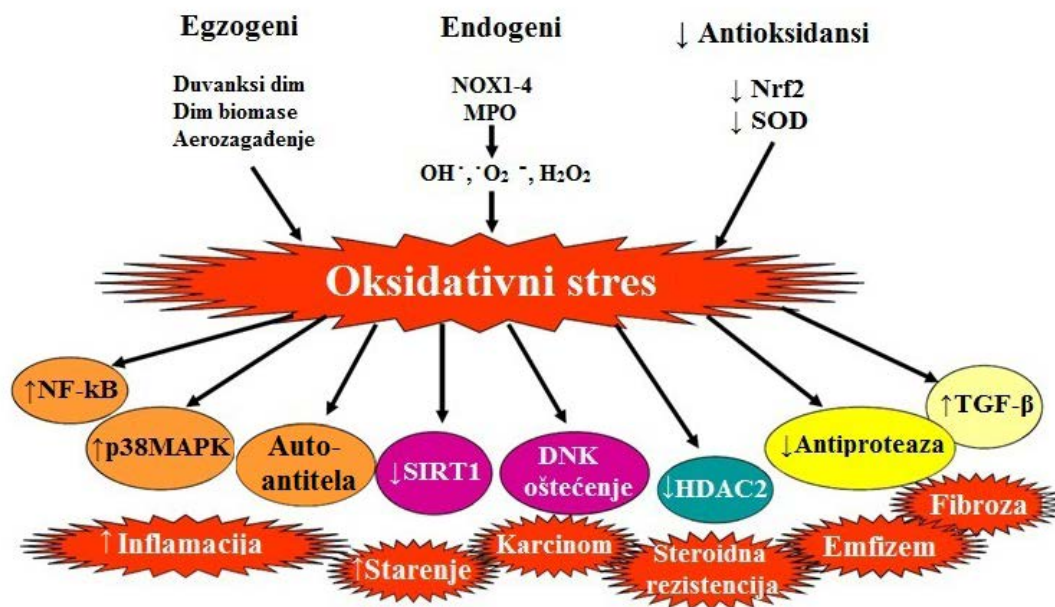 Egzogeni
Duvanksi dim
Dim biomase
Aerozagađenje
Endogeni
NOX1-4
MPO
OH˙,˙O₂ ⁻, H₂O₂
↓ Antioksidansi
↓ Nrf2
↓ SOD
Oksidativni stres
↑NF-kB
↑p38MAPK
Auto-
antitela
↓SIRT1
DNK
oštećenje
↓HDAC2
↓Antiproteaza
↑TGF-β
↑Inflamacija
↑Starenje
Karcinom
Steroidna
rezistencija
Emfizem
Fibroza